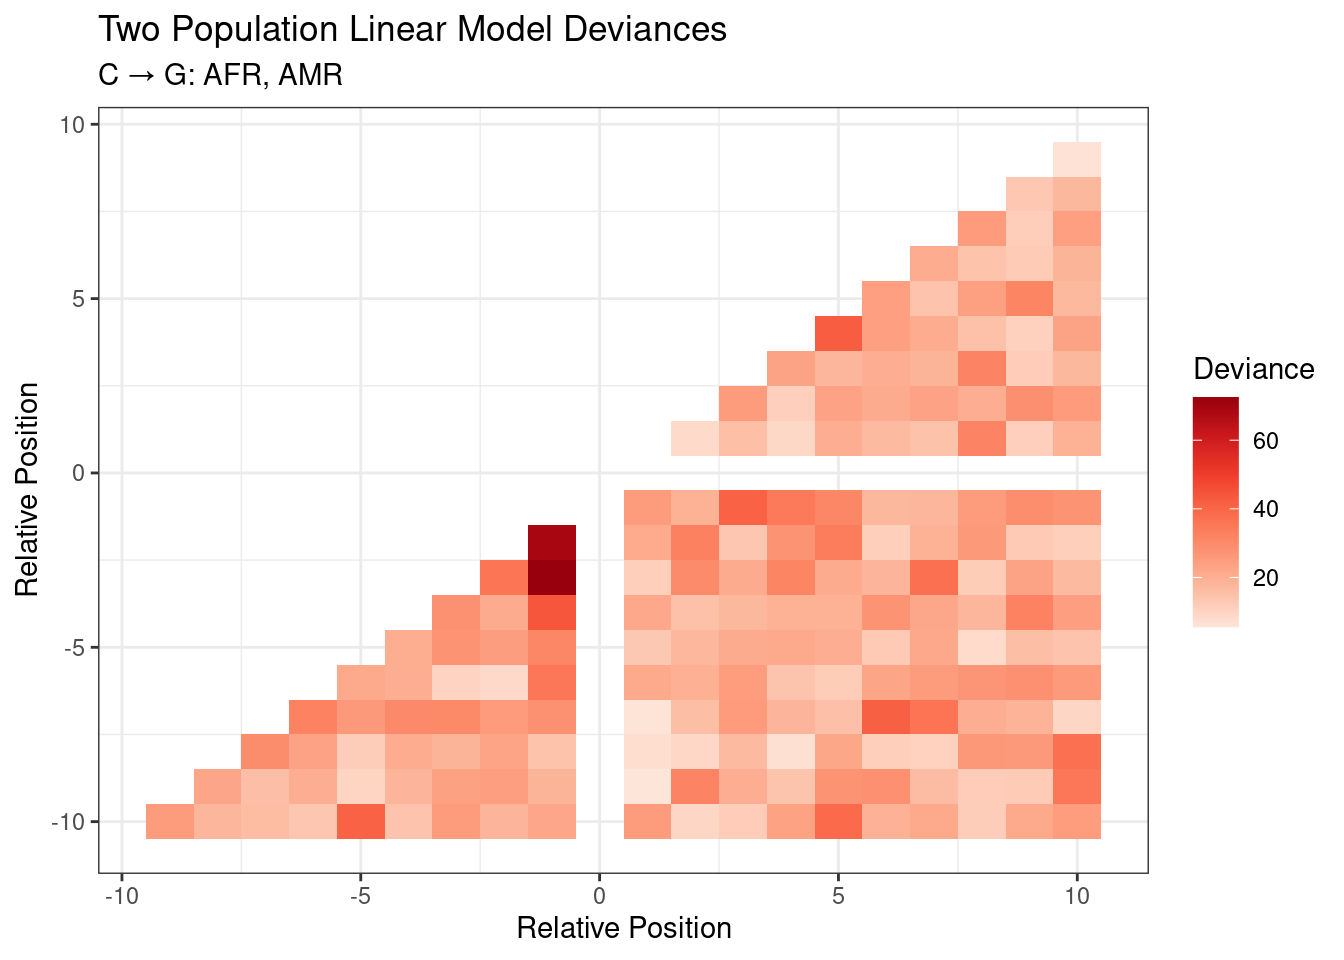 Two Population Linear Model Deviances
C → G: AFR, AMR
10
5
0
-5
-10
Relative Position
-10
-5
0
5
10
Relative Position
Deviance
60
40
20